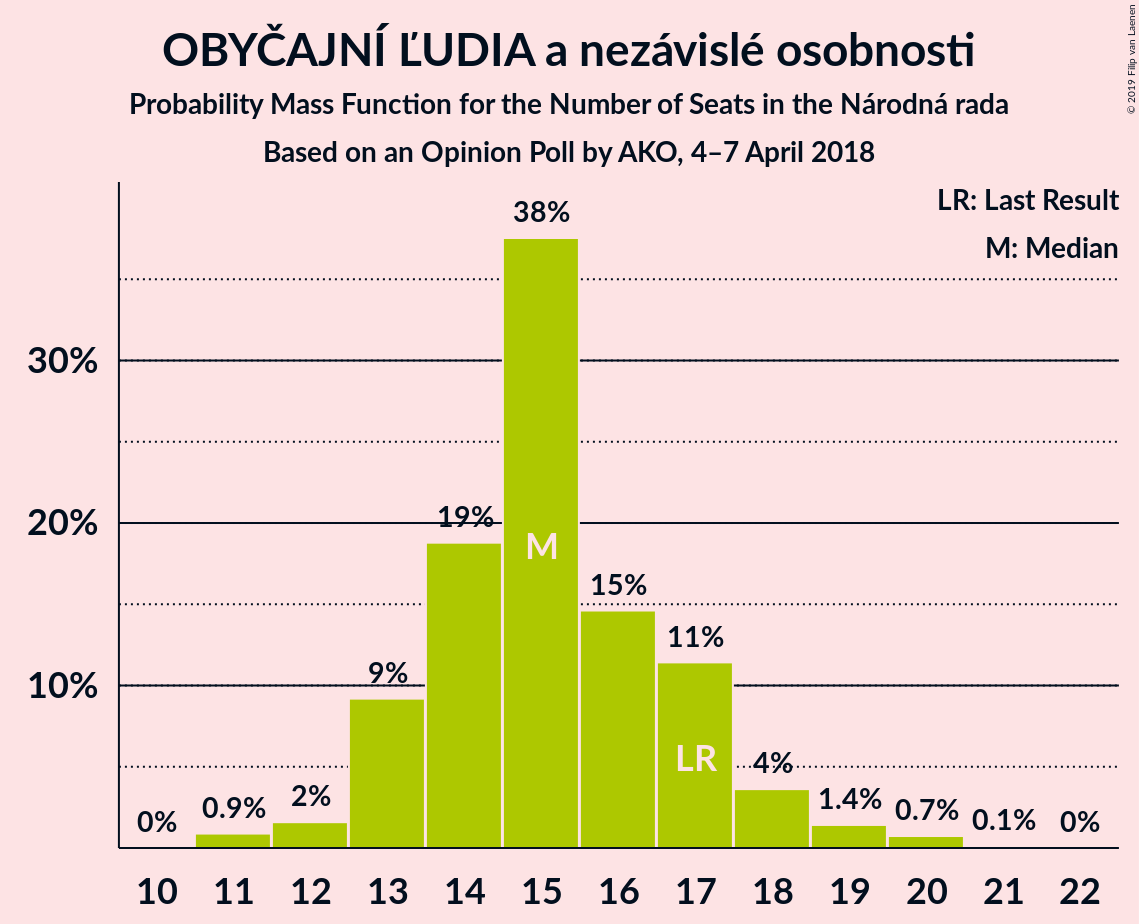 OBYČAJNÍ ĽUDIA a nezávislé osobnosti
Probability Mass Function for the Number of Seats in the Národná rada
Based on an Opinion Poll by AKO, 4–7 April 2018
© 2019 Filip van Laenen
LR: Last Result
M: Median
38%
30%
20%
19%
M
15%
11%
10%
9%
LR
4%
0%
0.9%
2%
1.4%
0.7%
0.1%
0%
10 11 12 13 14 15 16 17 18 19 20 21 22